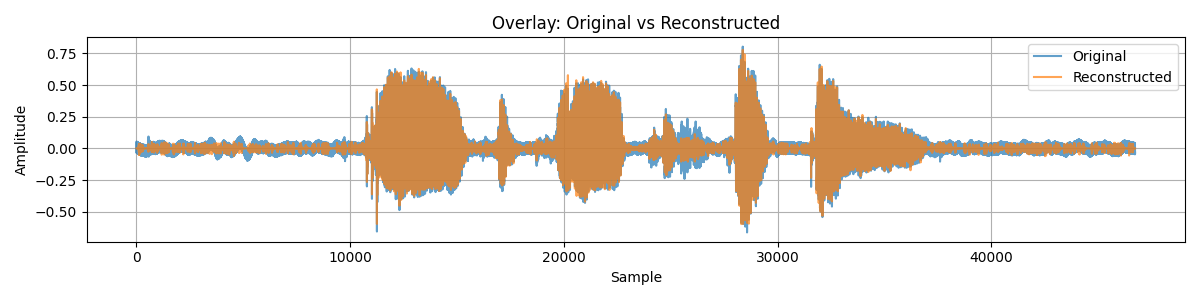 Overlay: Original vs Reconstructed
Original
Reconstructed
Amplitude
0.75
0.50
0.25
0.00
−0.25
−0.50
0
10000
20000
30000
40000
Sample